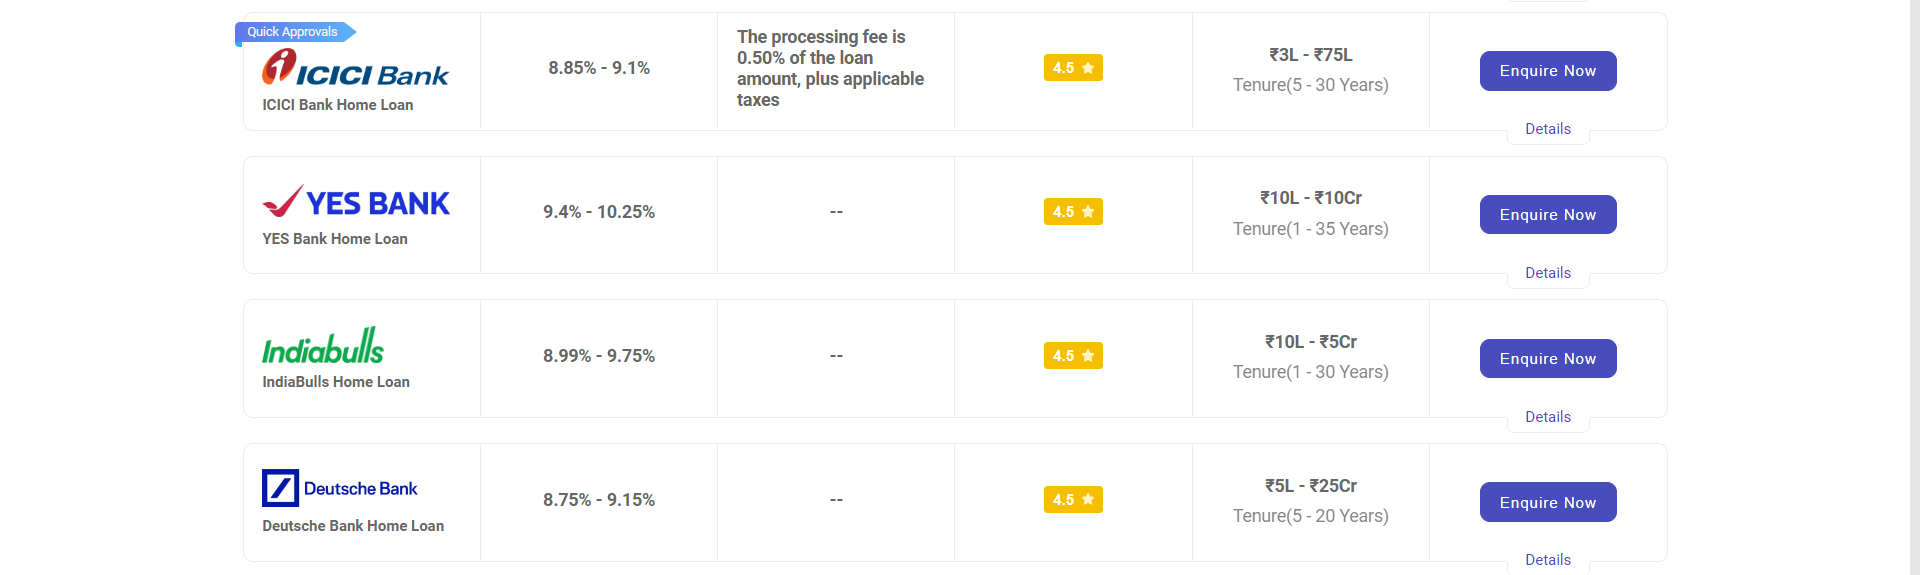 Quick Approvals
ICICI Bank
ICICI Bank Home Loan
8.85% - 9.1%
The processing fee is
0.50% of the loan
amount, plus applicable
taxes
4.5
₹3L - ₹75L
Tenure(5 - 30 Years)
Enquire Now
Details
YES BANK
YES Bank Home Loan
9.4% - 10.25%
--
4.5
₹10L - ₹10Cr
Tenure(1 - 35 Years)
Enquire Now
Details
Indiabulls
IndiaBulls Home Loan
8.99% - 9.75%
--
4.5
₹10L - ₹5Cr
Tenure(1 - 30 Years)
Enquire Now
Details
Deutsche Bank
Deutsche Bank Home Loan
8.75% - 9.15%
--
4.5
₹5L - ₹25Cr
Tenure(5 - 20 Years)
Enquire Now
Details